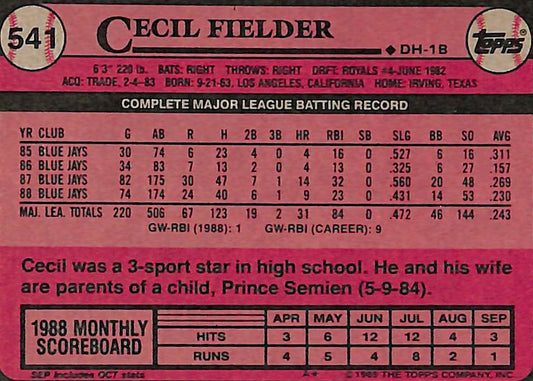 541 CECIL FIELDER TOPPS
DH-1B
6'3" 220 lb. BATS: RIGHT THROWS: RIGHT DRFT: ROYALS #4-JUNE 1982
ACQ: TRADE, 2-4-83 BORN: 9-21-63, LOS ANGELES, CALIFORNIA HOME: IRVING, TEXAS
COMPLETE MAJOR LEAGUE BATTING RECORD
YR CLUB G AB R H 2B 3B HR RBI SB SLG BB SO AVG
85 BLUE JAYS 30 74 6 23 4 0 4 16 0 .527 6 16 .311
86 BLUE JAYS 34 83 7 13 2 0 4 13 0 .325 6 27 .157
87 BLUE JAYS 82 175 30 47 7 1 14 32 0 .560 20 48 .269
88 BLUE JAYS 74 174 24 40 6 1 9 23 0 .431 14 53 .230
MAJ. LEA. TOTALS 220 506 67 123 19 2 31 84 0 .472 46 144 .243
GW-RBI (1988): 1 GW-RBI (CAREER): 9
Cecil was a 3-sport star in high school. He and his wife
are parents of a child, Prince Semien (5-9-84).
1988 MONTHLY SCOREBOARD
APR MAY JUN JUL AUG SEP
HITS 3 6 12 12 4 3
RUNS 4 5 4 8 2 1
SEP includes OCT stats A* © 1989 THE TOPPS COMPANY, INC.